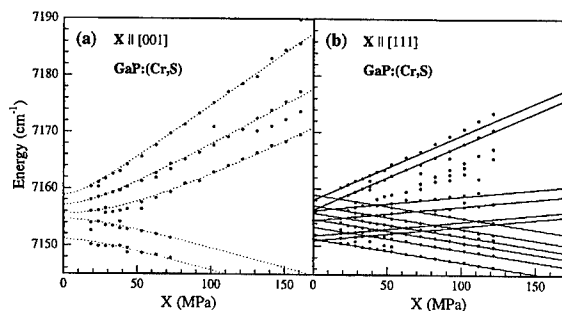 7190
7180
7170
7160
7150
Energy (cm⁻¹)
(a) X || [001]
GaP:(Cr,S)
(b) X || [111]
GaP:(Cr,S)
0 50 100 150 0 50 100 150
X (MPa) X (MPa)